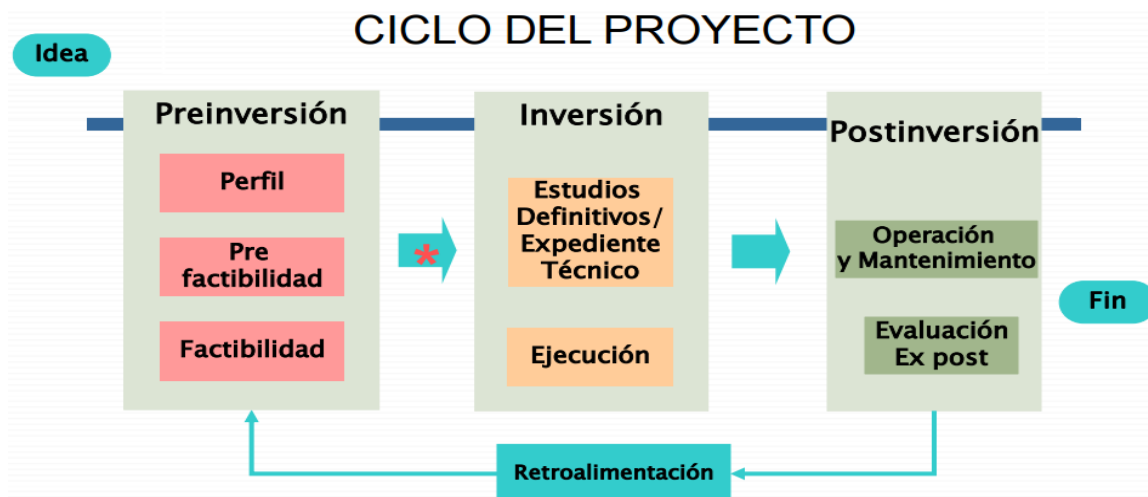 CICLO DEL PROYECTO
Idea
Preinversión
Perfil
Pre
factibilidad
Factibilidad
*
Inversión
Estudios
Definitivos/
Expediente
Técnico
Ejecución
Postinversión
Operación
y Mantenimiento
Evaluación
Ex post
Fin
Retroalimentación